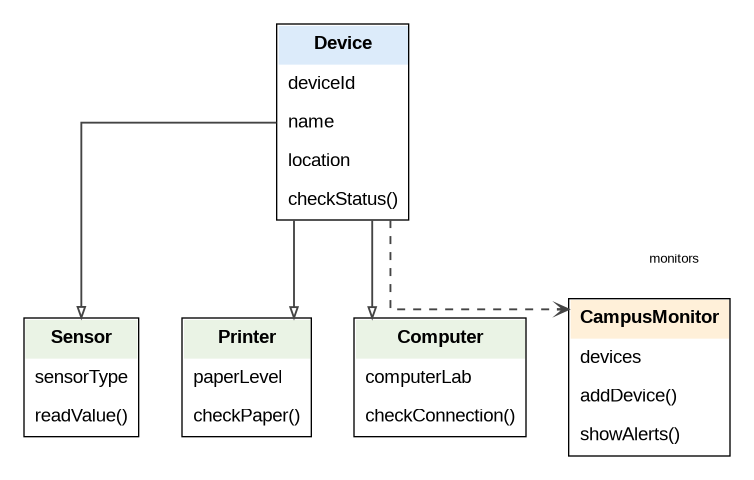 Device
deviceId
name
location
checkStatus()
monitors
Sensor
sensorType
readValue()
Printer
paperLevel
checkPaper()
Computer
computerLab
checkConnection()
CampusMonitor
devices
addDevice()
showAlerts()